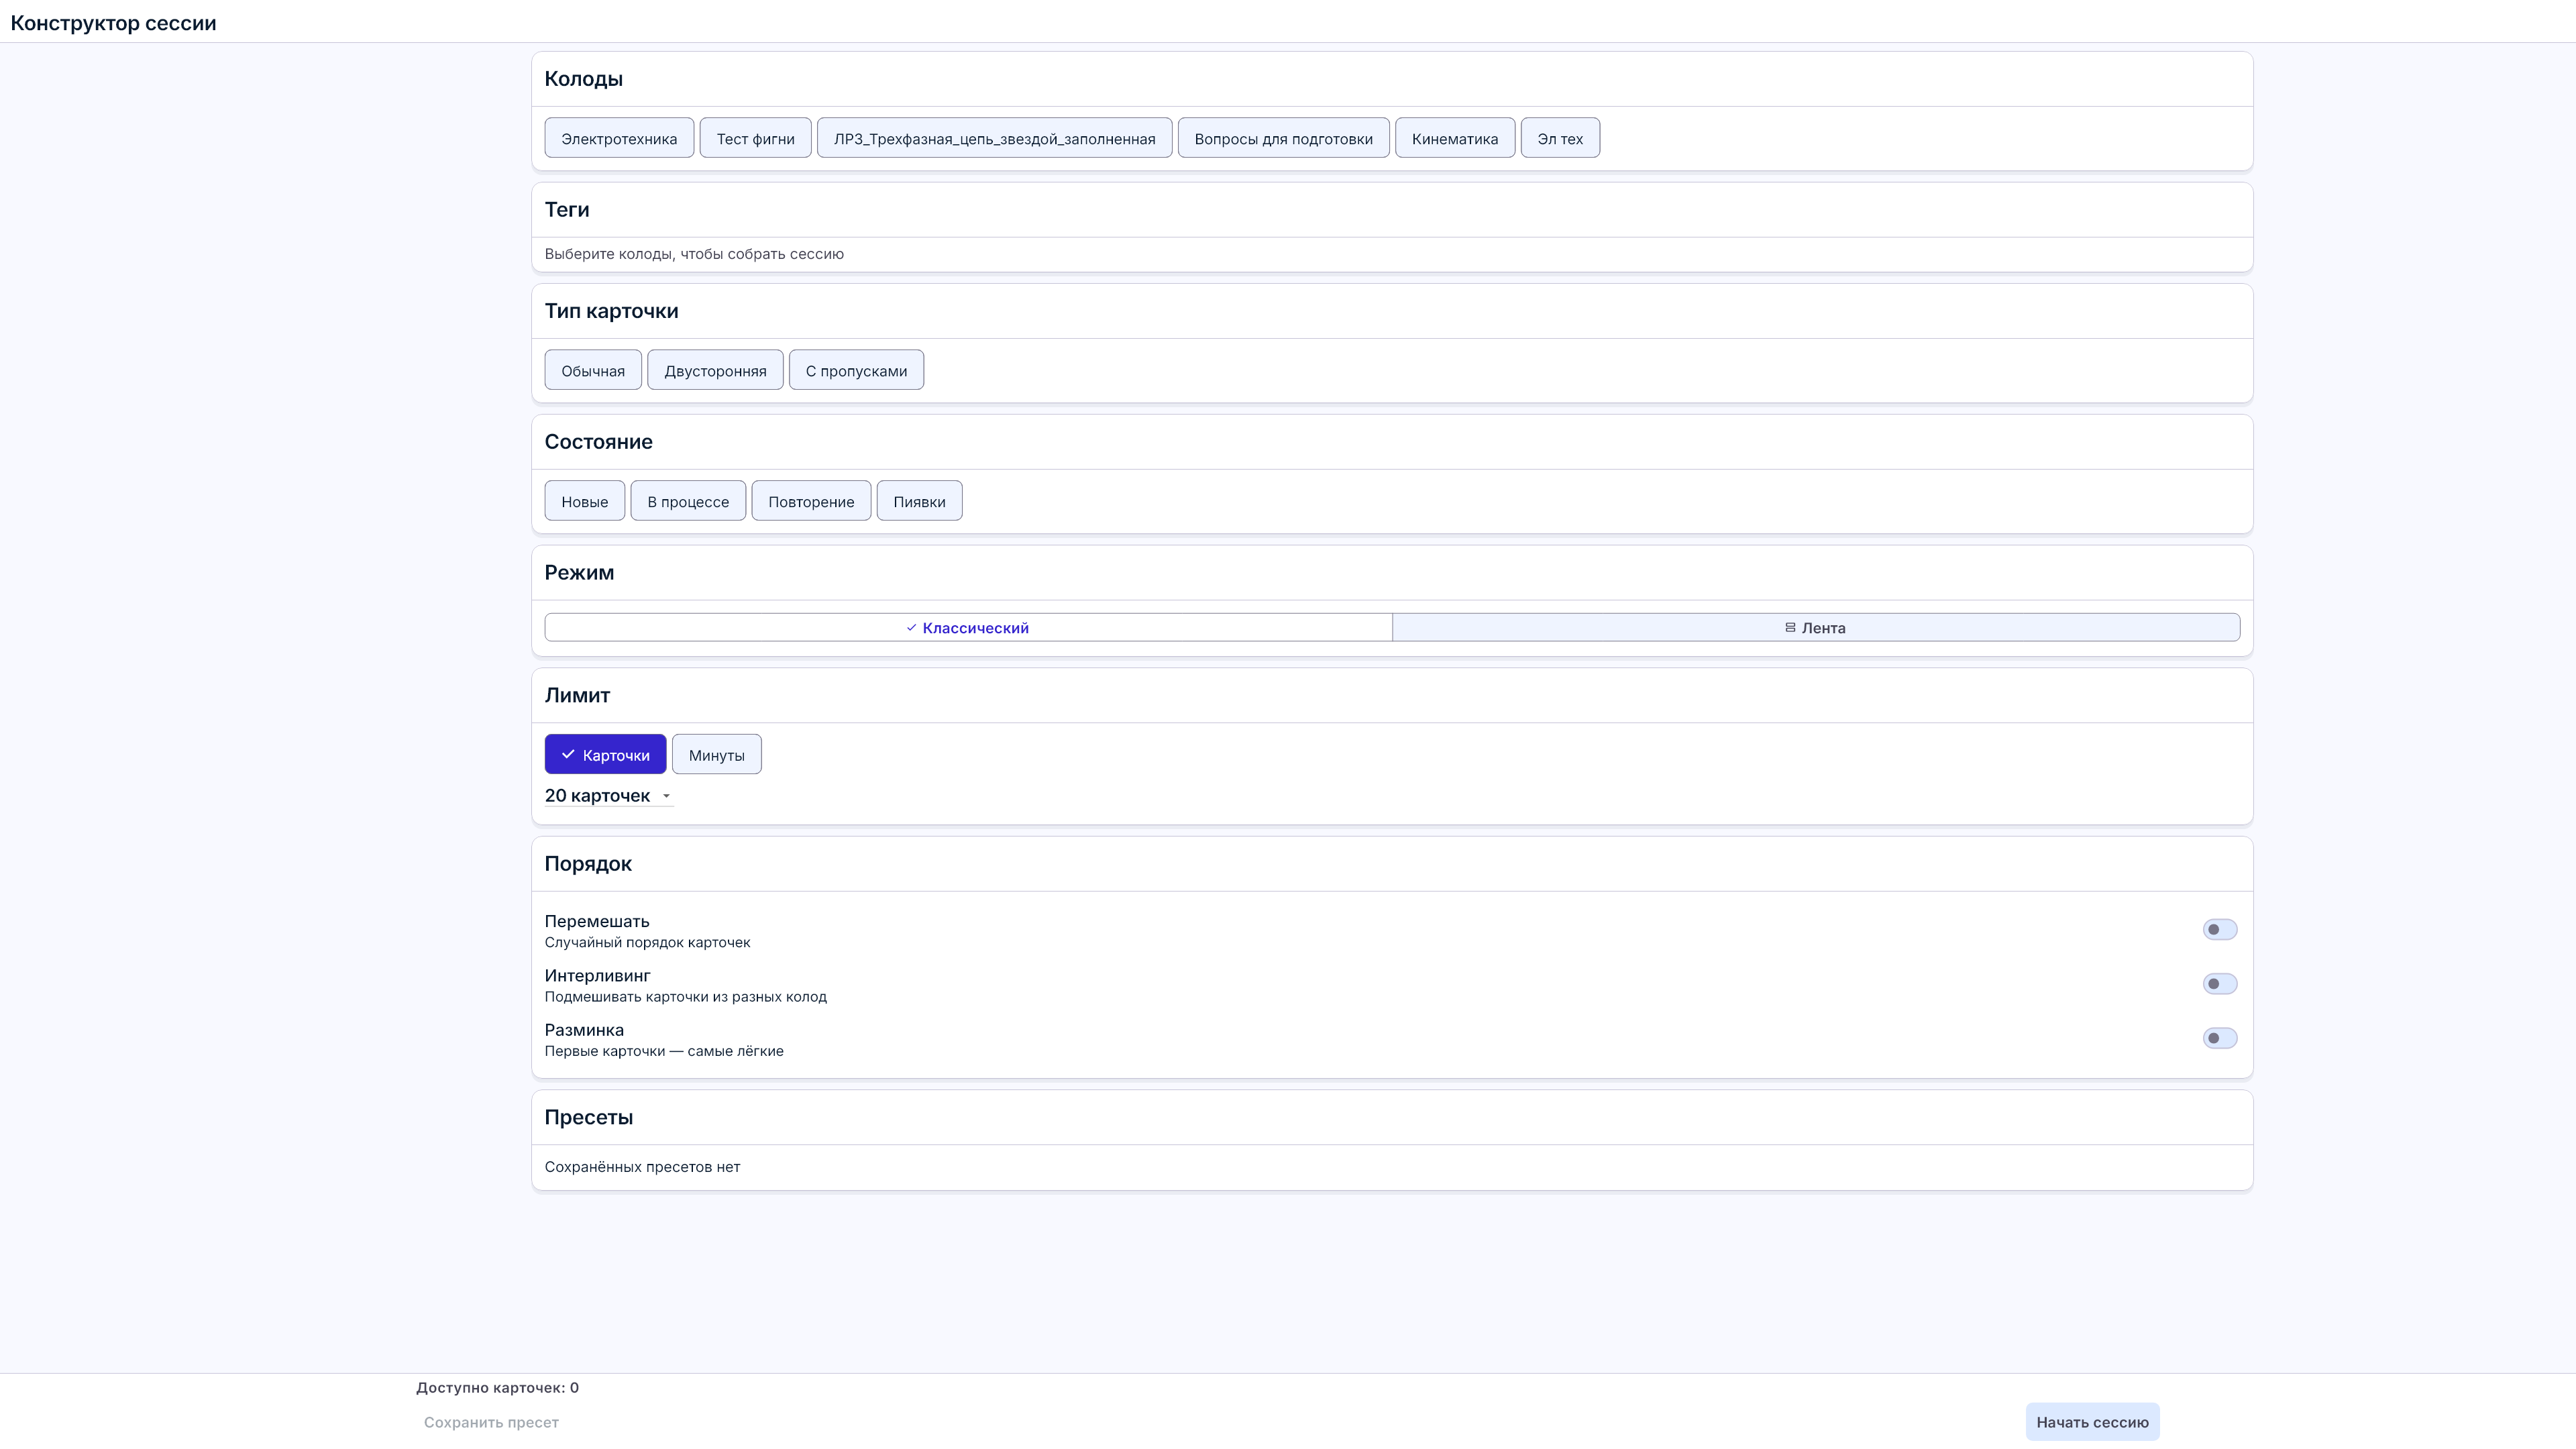 Конструктор сессии
Колоды
Электротехника Тест фигни ЛР3_Трехфазная_цепь_звездой_заполненная Вопросы для подготовки Кинематика Эл тех
Теги
Выберите колоды, чтобы собрать сессию
Тип карточки
Обычная Двусторонняя С пропусками
Состояние
Новые В процессе Повторение Пиявки
Режим
Классический Лента
Лимит
Карточки Минуты
20 карточек
Порядок
Перемешать
Случайный порядок карточек
Интерливинг
Подмешивать карточки из разных колод
Разминка
Первые карточки — самые лёгкие
Пресеты
Сохранённых пресетов нет
Доступно карточек: 0
Сохранить пресет Начать сессию